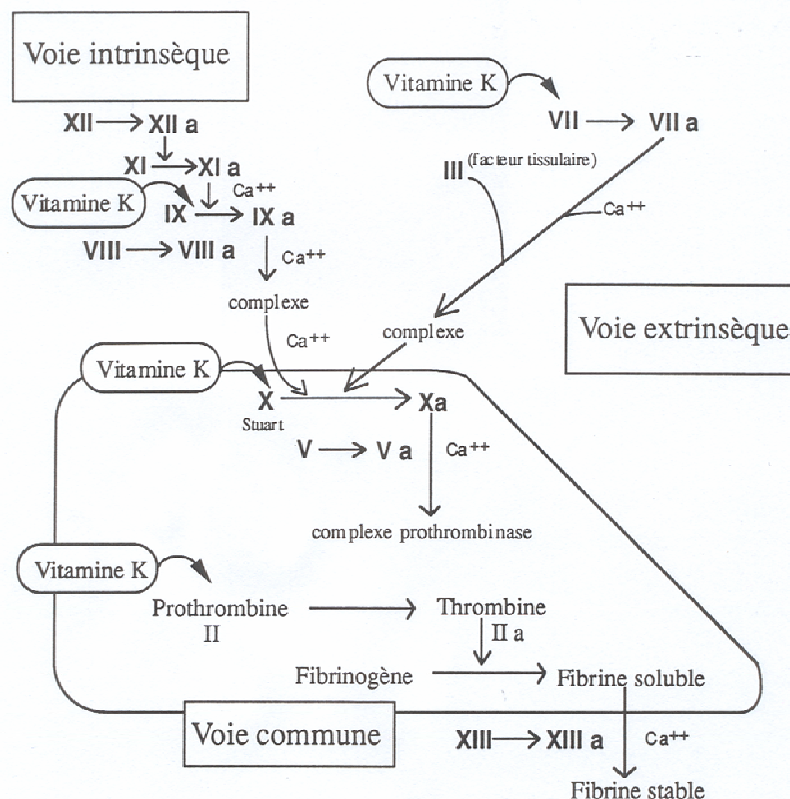 Voie intrinsèque
XII → XII a
XI → XI a
Ca++
Vitamine K
IX → IX a
VIII → VIII a
Ca++
complexe
Ca++
Vitamine K
VII → VII a
III (facteur tissulaire)
Ca++
complexe
Voie extrinsèque
Vitamine K
X → Xa
Stuart
V → V a
Ca++
complexe prothrombinase
Vitamine K
Prothrombine → Thrombine
II
II a
Fibrinogène → Fibrine soluble
Voie commune
XIII → XIII a
Ca++
Fibrine stable